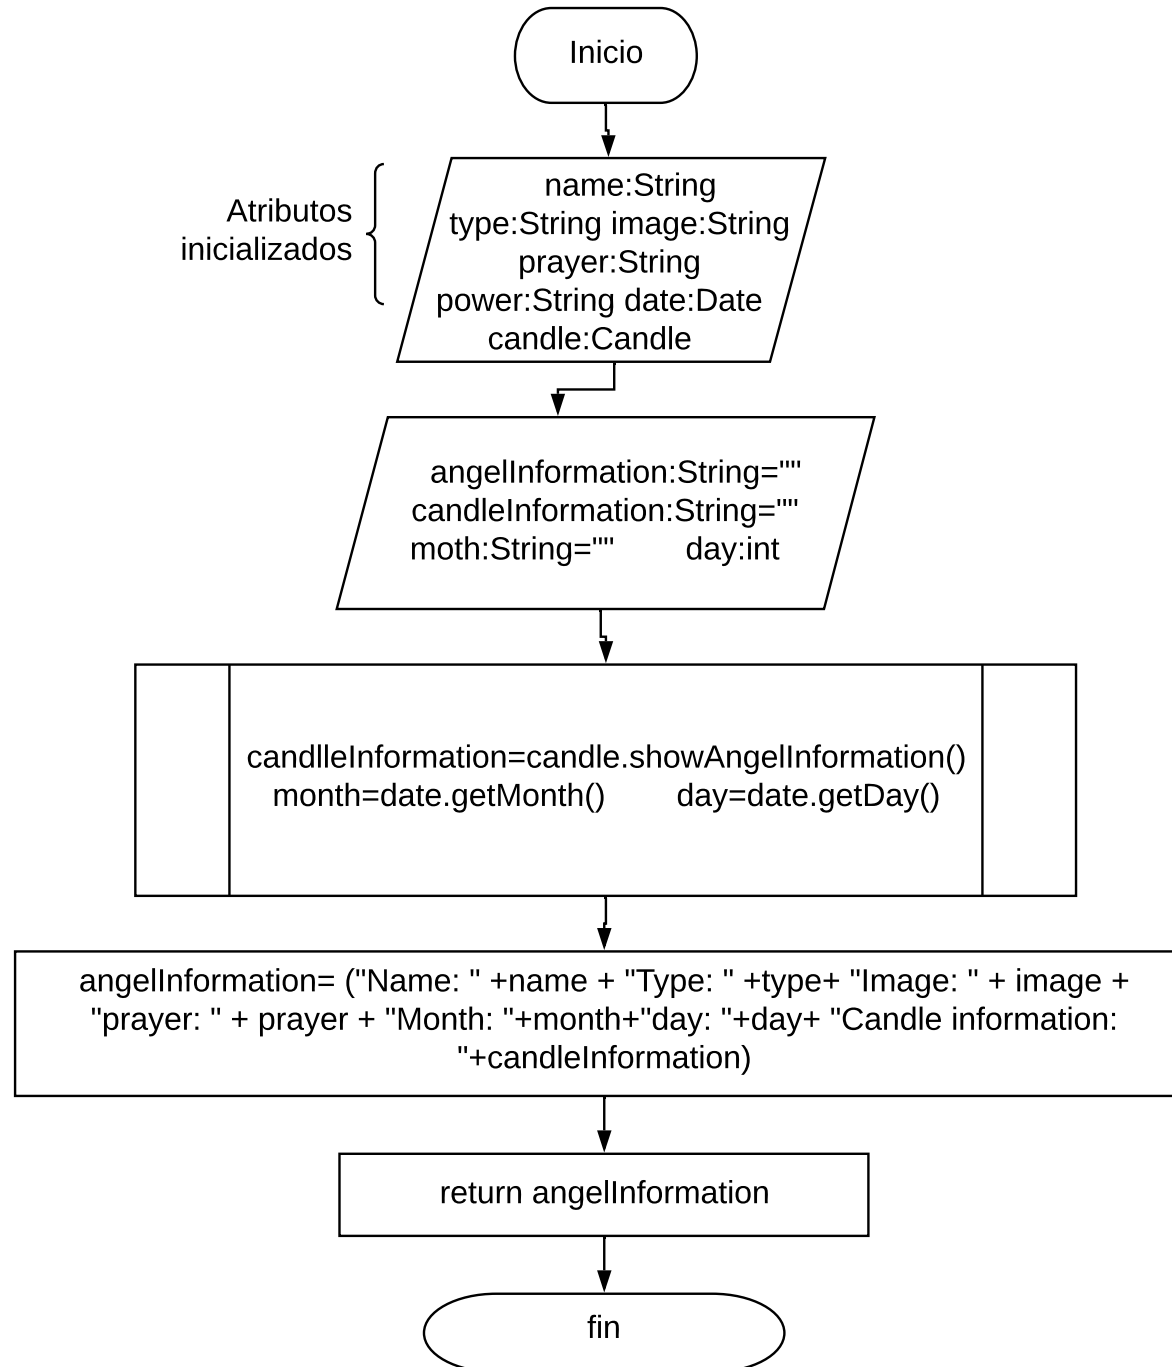 Inicio
Atributos
inicializados
name:String
type:String image:String
prayer:String
power:String date:Date
candle:Candle
angelInformation:String=""
candleInformation:String=""
moth:String="" day:int
candlleInformation=candle.showAngelInformation()
month=date.getMonth() day=date.getDay()
angelInformation= ("Name: " +name + "Type: " +type+ "Image: " + image +
"prayer: " + prayer + "Month: "+month+"day: "+day+ "Candle information:
"+candleInformation)
return angelInformation
fin